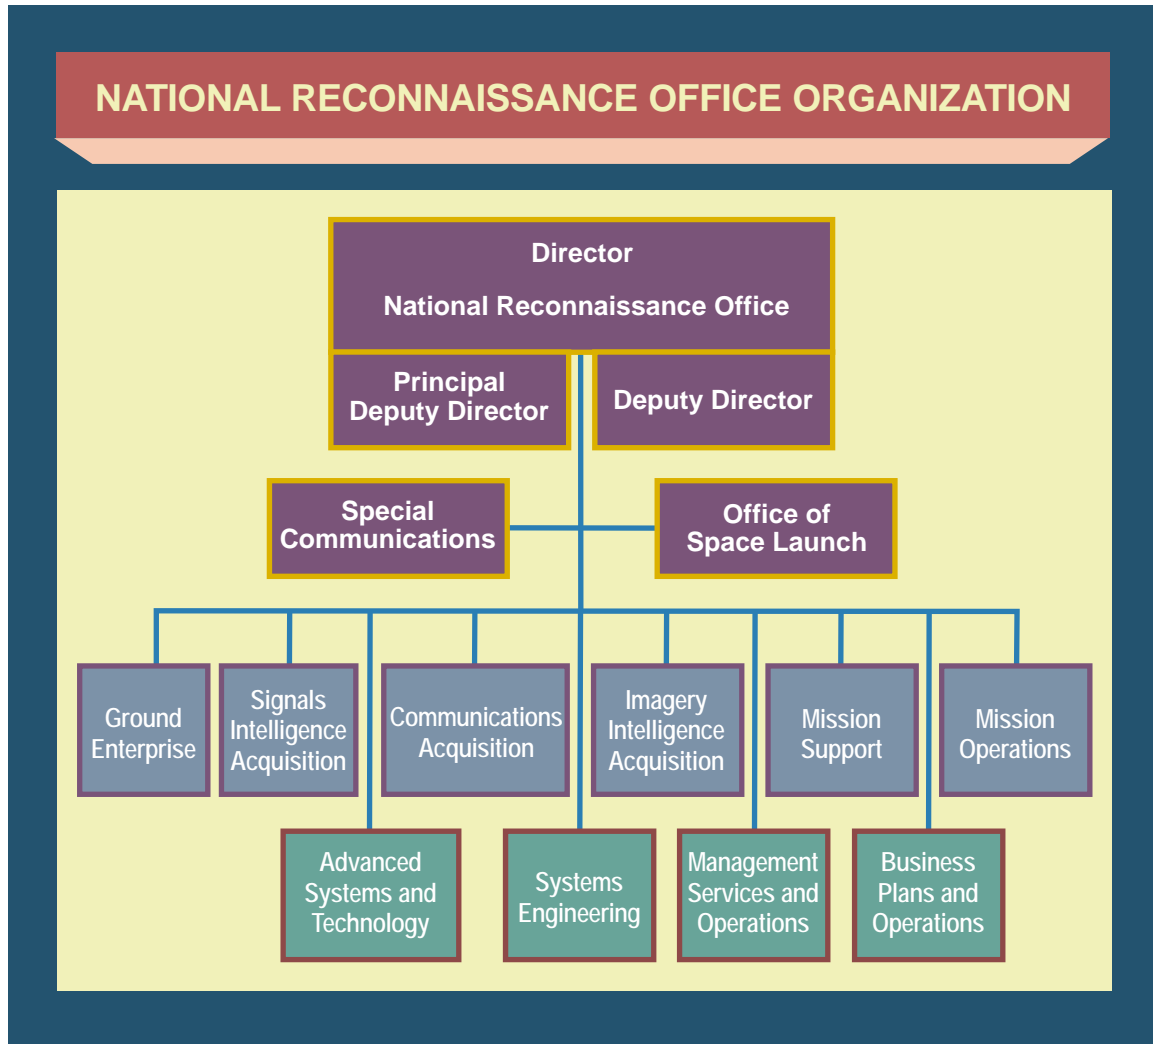 NATIONAL RECONNAISSANCE OFFICE ORGANIZATION
Director
National Reconnaissance Office
Principal
Deputy Director
Deputy Director
Special
Communications
Office of
Space Launch
Ground
Enterprise
Signals
Intelligence
Acquisition
Communications
Acquisition
Imagery
Intelligence
Acquisition
Mission
Support
Mission
Operations
Advanced
Systems and
Technology
Systems
Engineering
Management
Services and
Operations
Business
Plans and
Operations